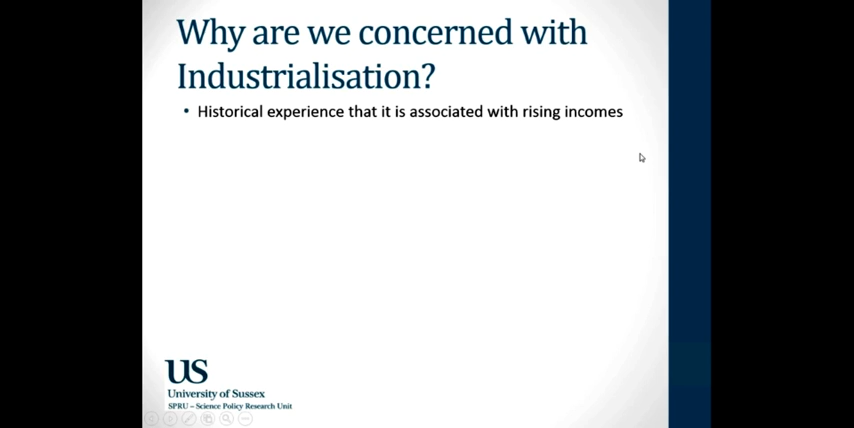 Why are we concerned with
Industrialisation?
• Historical experience that it is associated with rising incomes
US
University of Sussex
SPRU – Science Policy Research Unit